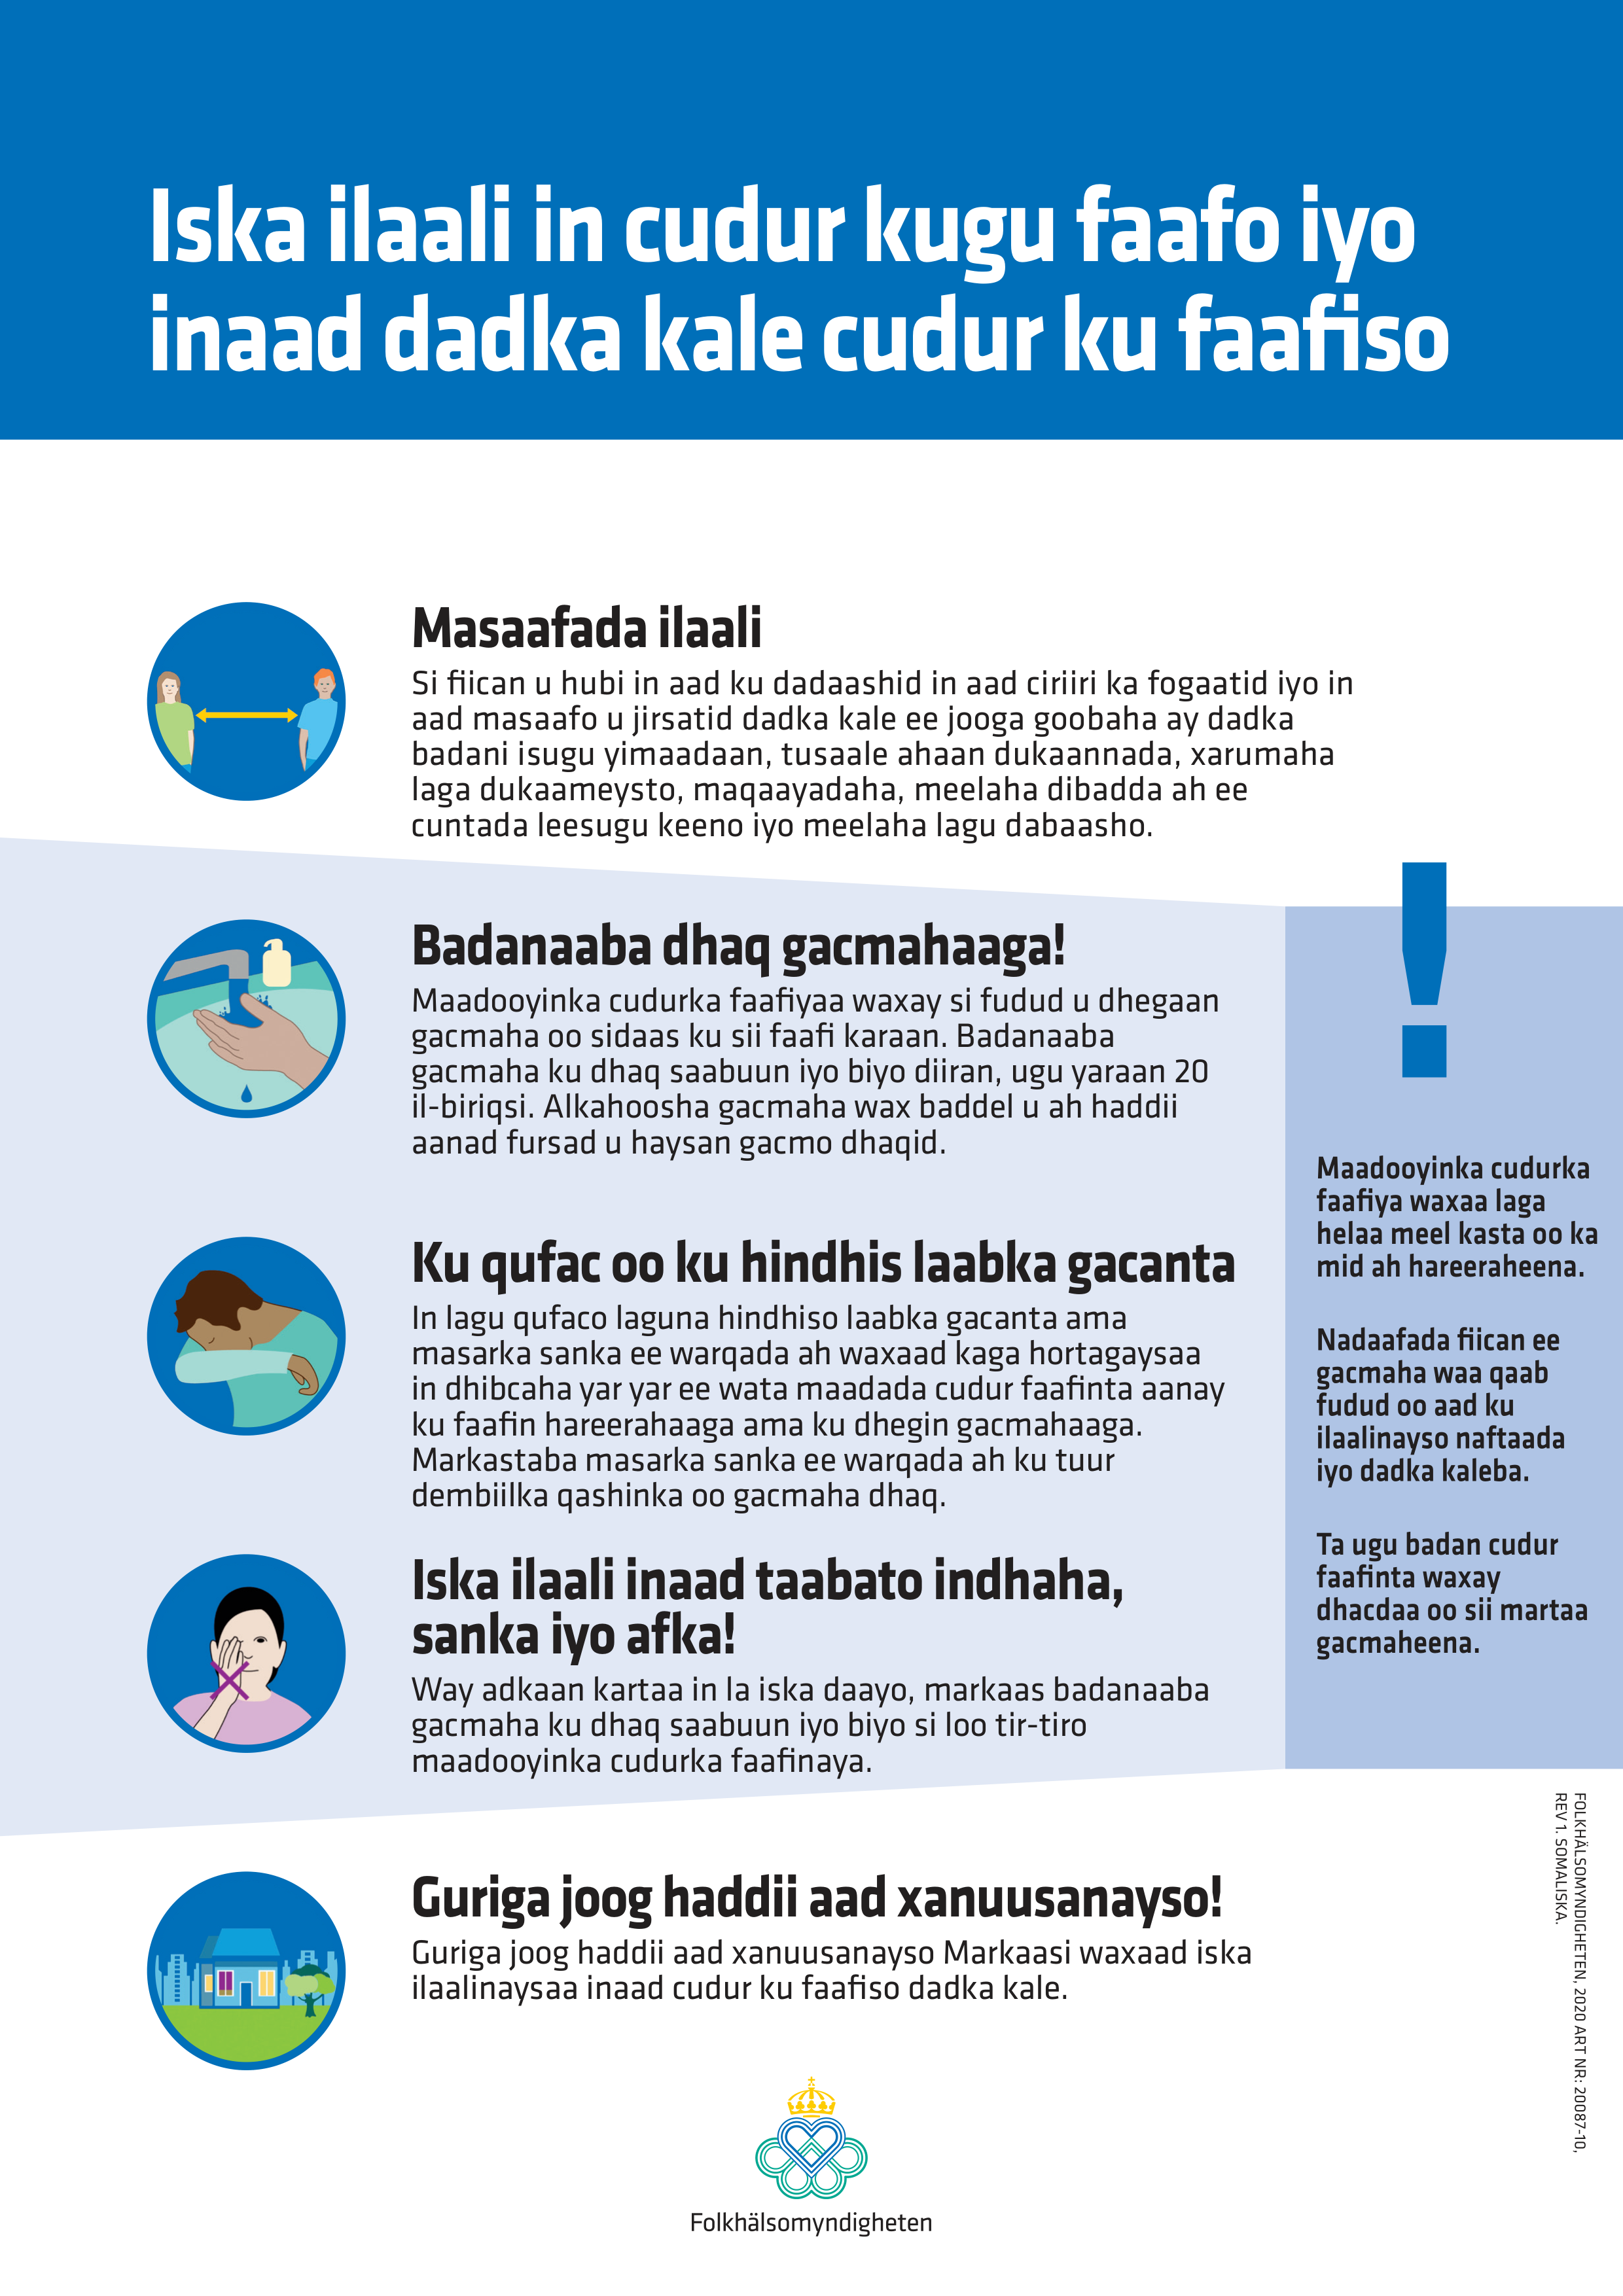 Iska ilaali in cudur kugu faafo iyo
inaad dadka kale cudur ku faafiso
Masaafada ilaali
Si fiican u hubi in aad ku dadaashid in aad ciriiri ka fogaatid iyo in
aad masaafo u jirsatid dadka kale ee jooga goobaha ay dadka
badani isugu yimaadaan, tusaale ahaan dukaannada, xarumaha
laga dukaameysto, maqaayadaha, meelaha dibadda ah ee
cuntada leesugu keeno iyo meelaha lagu dabaasho.
Badanaaba dhaq gacmahaaga!
Maadooyinka cudurka faafiyaa waxay si fudud u dhegaan
gacmaha oo sidaas ku sii faafi karaan. Badanaaba
gacmaha ku dhaq saabuun iyo biyo diiran, ugu yaraan 20
il-biriqsi. Alkahoosha gacmaha wax baddel u ah haddii
aanad fursad u haysan gacmo dhaqid.
Ku qufac oo ku hindhis laabka gacanta
In lagu qufaco laguna hindhiso laabka gacanta ama
masarka sanka ee warqada ah waxaad kaga hortagaysaa
in dhibcaha yar yar ee wata maadada cudur faafinta aanay
ku faafin hareerahaaga ama ku dhegin gacmahaaga.
Markastaba masarka sanka ee warqada ah ku tuur
dembiilka qashinka oo gacmaha dhaq.
Iska ilaali inaad taabato indhaha,
sanka iyo afka!
Way adkaan kartaa in la iska daayo, markaas badanaaba
gacmaha ku dhaq saabuun iyo biyo si loo tir-tiro
maadooyinka cudurka faafinaya.
!
Maadooyinka cudurka
faafiya waxaa laga
helaa meel kasta oo ka
mid ah hareeraheena.
Nadaafada fiican ee
gacmaha waa qaab
fudud oo aad ku
ilaalinayso naftaada
iyo dadka kaleba.
Ta ugu badan cudur
faafinta waxay
dhacdaa oo sii martaa
gacmaheena.
Guriga joog haddii aad xanuusanayso!
Guriga joog haddii aad xanuusanayso Markaasi waxaad iska
ilaalinaysaa inaad cudur ku faafiso dadka kale.
FOLKHÄLSOMYNDIGHETEN, 2020 ART NR: 20087-10,
REV 1. SOMALISKA.
Folkhälsomyndigheten